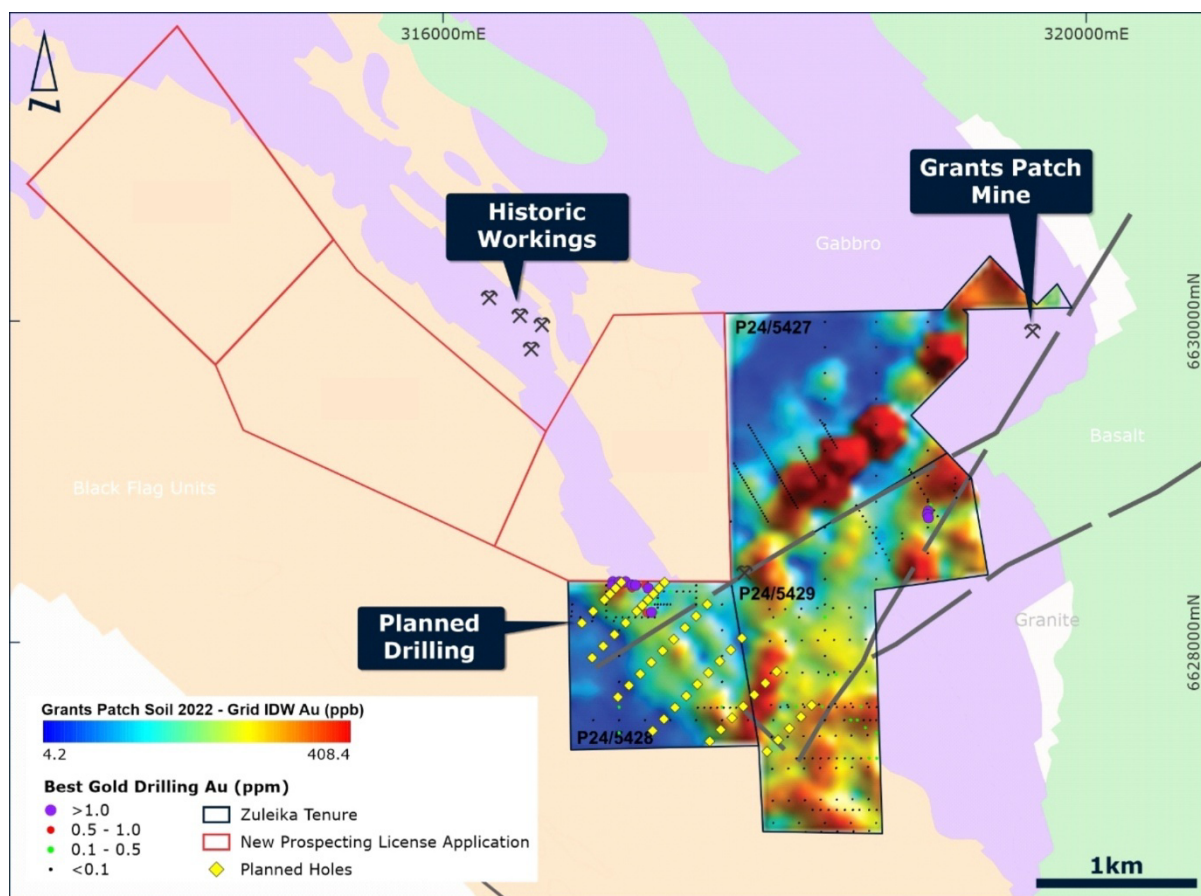 316000mE
320000mE
N
Grants Patch
Mine
Historic
Workings
Gabbro
P24/5427
6630000mN
Basalt
Black Flag Units
P24/5429
Planned
Drilling
Granite
6628000mN
P24/5428
Grants Patch Soil 2022 - Grid IDW Au (ppb)
4.2
408.4
Best Gold Drilling Au (ppm)
>1.0
0.5 - 1.0
0.1 - 0.5
<0.1
Zuleika Tenure
New Prospecting License Application
Planned Holes
1km